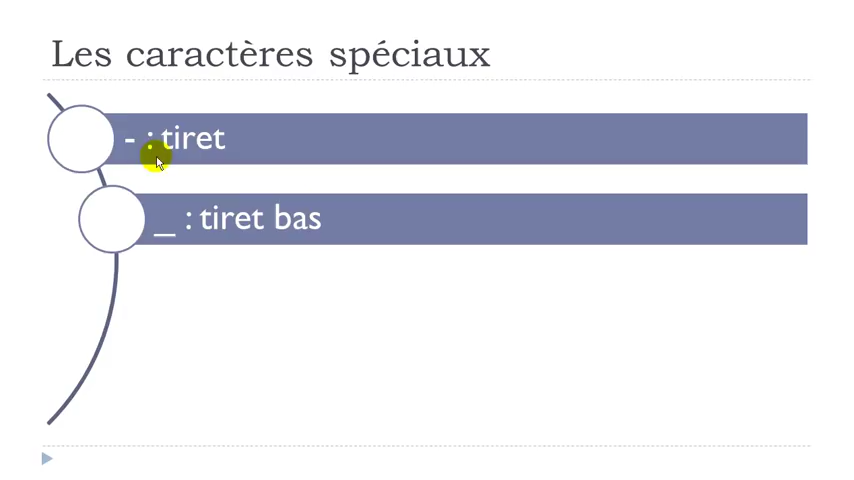 Les caractères spéciaux
- : tiret
_ : tiret bas